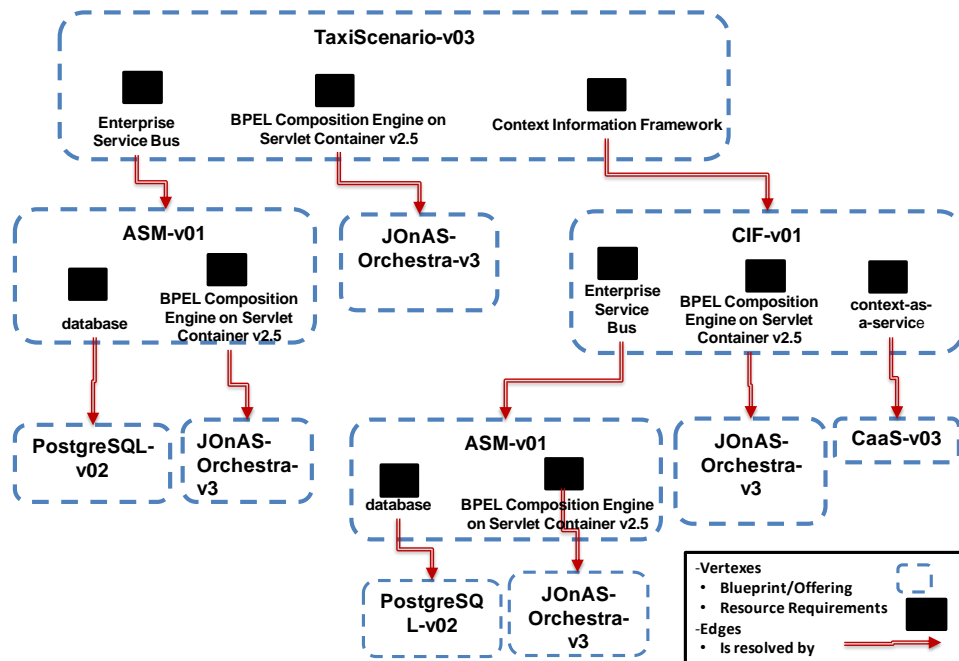 TaxiScenario-v03
Enterprise
Service Bus
BPEL Composition Engine on
Servlet Container v2.5
Context Information Framework
ASM-v01
database
BPEL Composition
Engine on Servlet
Container v2.5
JOnAS-
Orchestra-v3
CIF-v01
Enterprise
Service
Bus
BPEL Composition
Engine on Servlet
Container v2.5
context-as-
a-service
PostgreSQL-
v02
JOnAS-
Orchestra-
v3
ASM-v01
database
BPEL Composition Engine
on Servlet Container v2.5
JOnAS-
Orchestra-
v3
CaaS-v03
PostgreSQ
L-v02
JOnAS-
Orchestra-
v3
-Vertexes
• Blueprint/Offering
• Resource Requirements
-Edges
• Is resolved by